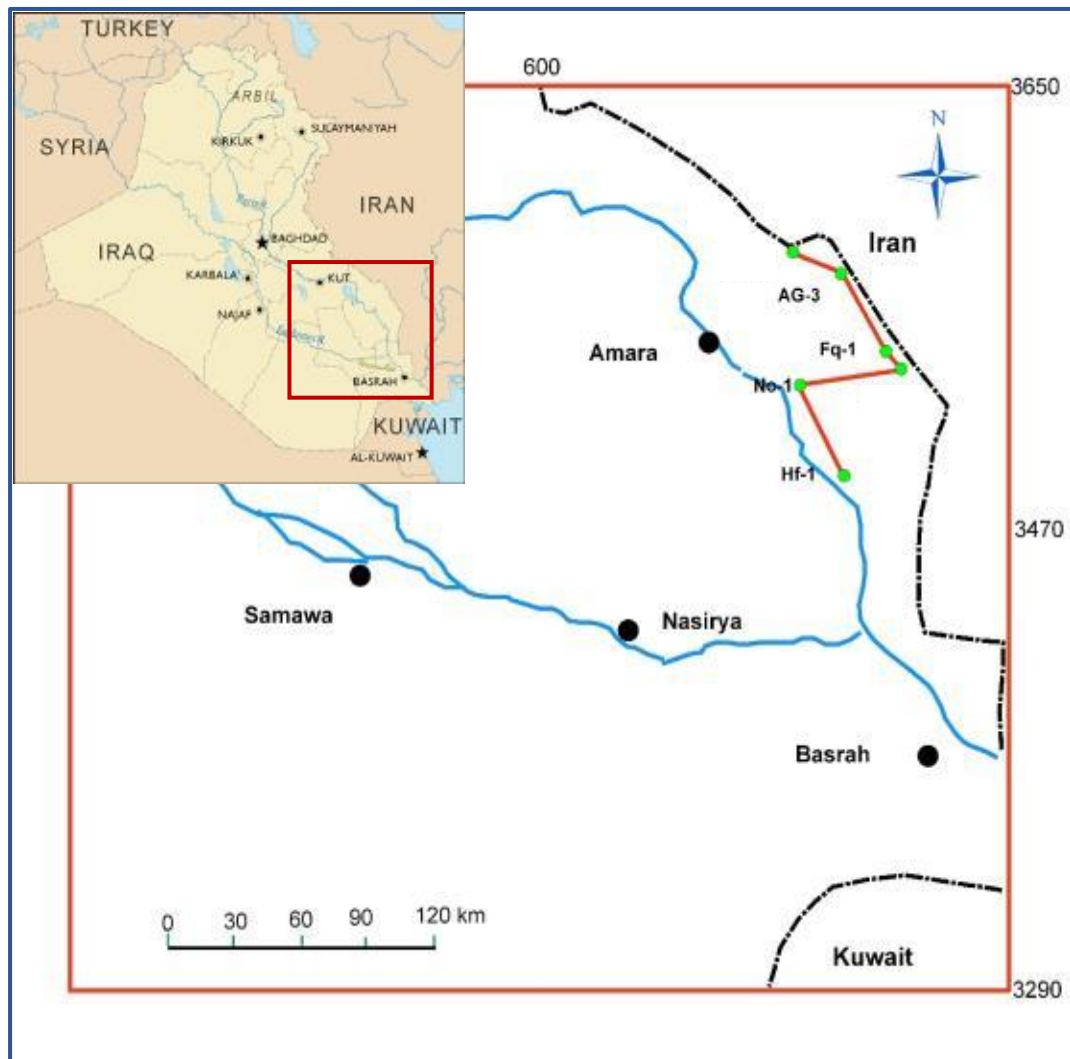 TURKEY
ARBIL
SULAYMANIYAH
KIRKUK
SYRIA
IRAN
BAGHDAD
IRAQ
KARBALA
KUT
NAJAF
BASRAH
KUWAIT
AL-KUWAIT
600
3650
N
Iran
AG-3
Amara
Fq-1
No-1
Hf-1
3470
Samawa
Nasirya
Basrah
0 30 60 90 120 km
Kuwait
3290